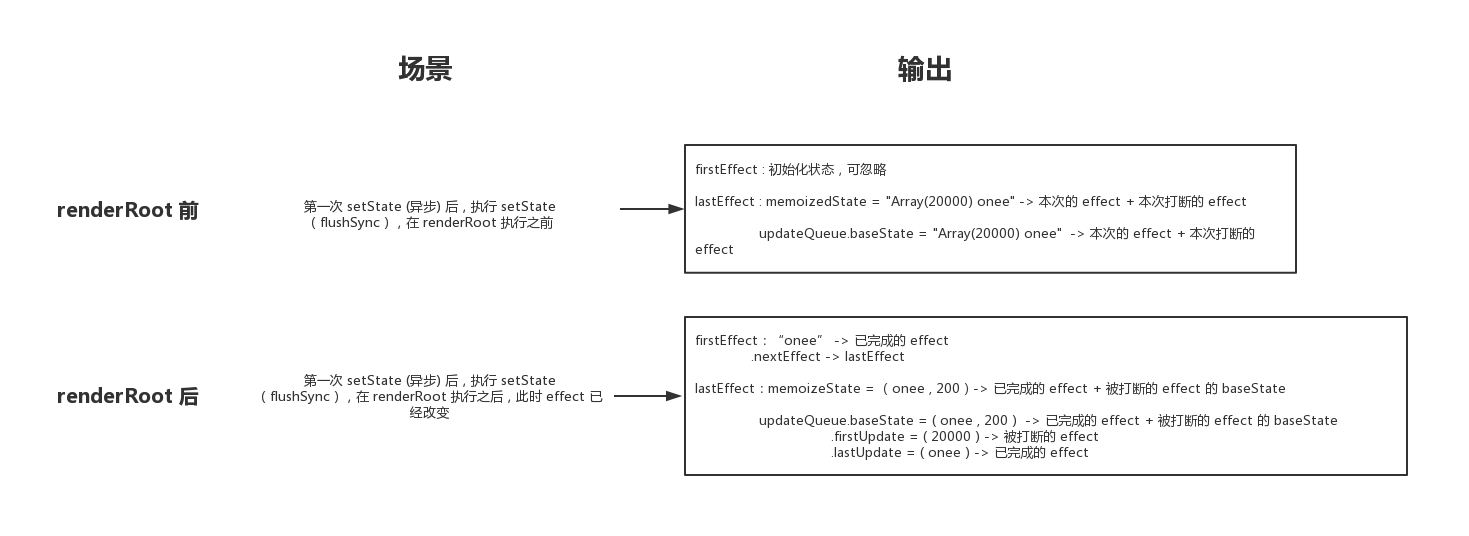 场景
输出
renderRoot 前
第一次 setState (异步) 后 , 执行 setState
( flushSync ) , 在 renderRoot 执行之前
firstEffect : 初始化状态 , 可忽略
lastEffect : memoizedState = "Array(20000) onee" -> 本次的 effect + 本次打断的 effect
updateQueue.baseState = "Array(20000) onee" -> 本次的 effect + 本次打断的
effect
renderRoot 后
第一次 setState (异步) 后 , 执行 setState
( flushSync ) , 在 renderRoot 执行之后 , 此时 effect 已
经改变
firstEffect : “onee” -> 已完成的 effect
.nextEffect -> lastEffect
lastEffect : memoizeState = ( onee , 200 ) -> 已完成的 effect + 被打断的 effect 的 baseState
updateQueue.baseState = ( onee , 200 ) -> 已完成的 effect + 被打断的 effect 的 baseState
.firstUpdate = ( 20000 ) -> 被打断的 effect
.lastUpdate = ( onee ) -> 已完成的 effect